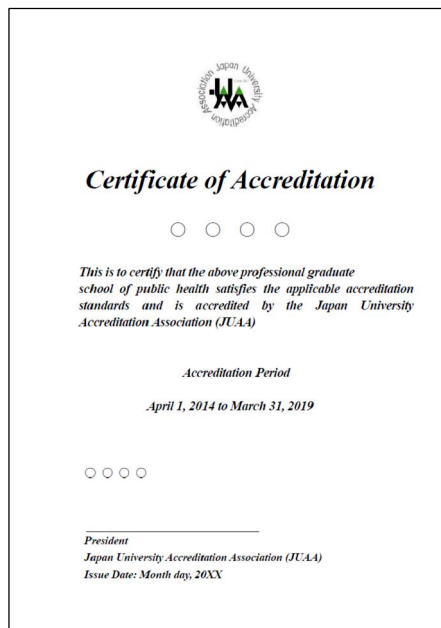 Japan University Accreditation Association
JUAA
Certificate of Accreditation
○ ○ ○ ○
This is to certify that the above professional graduate
school of public health satisfies the applicable accreditation
standards and is accredited by the Japan University
Accreditation Association (JUAA)
Accreditation Period
April 1, 2014 to March 31, 2019
○ ○ ○ ○
President
Japan University Accreditation Association (JUAA)
Issue Date: Month day, 20XX